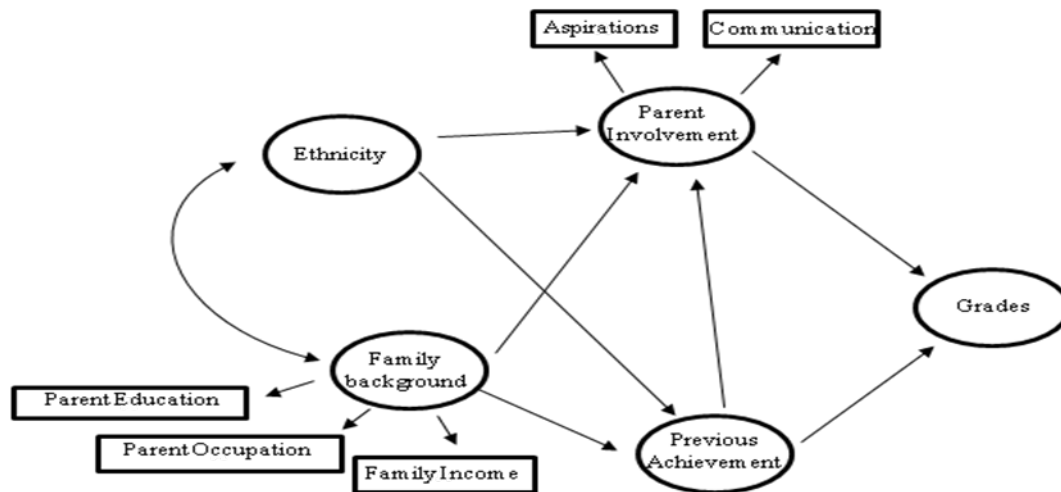 Aspirations
Communication
Parent
Involvement
Ethnicity
Grades
Family
background
Parent Education
Parent Occupation
Family Income
Previous
Achievement